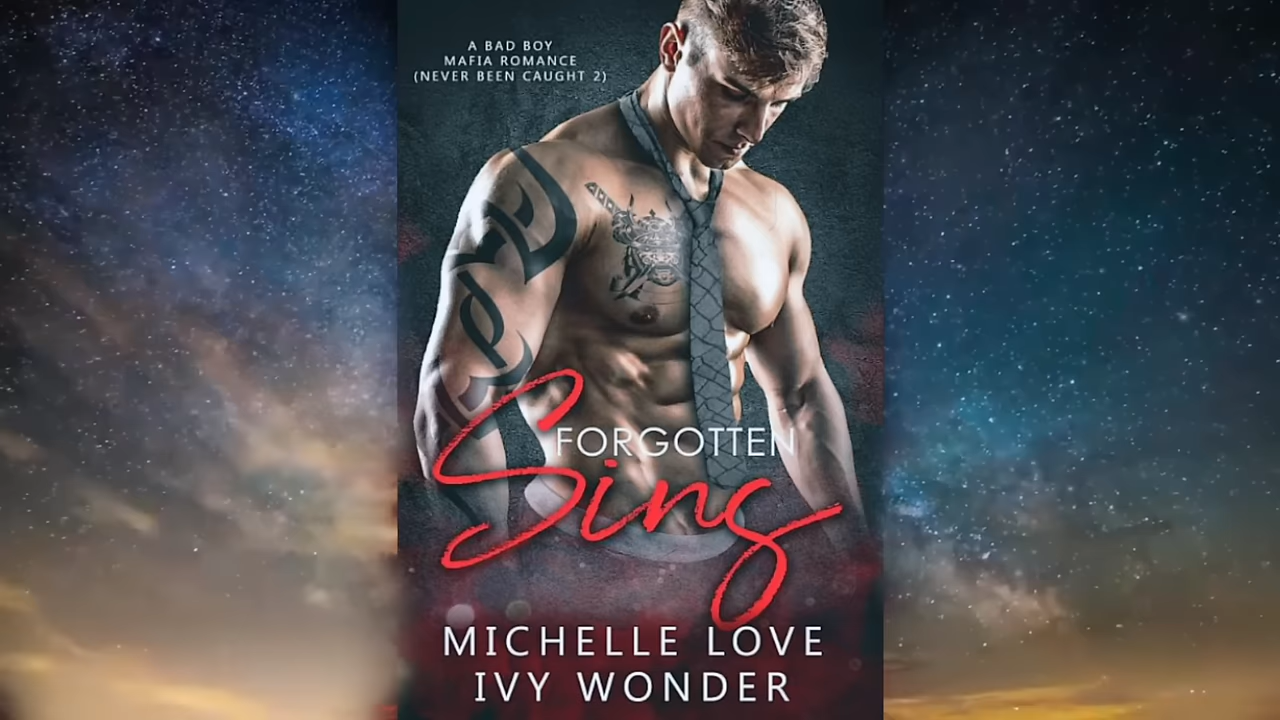 A BAD BOY
MAFIA ROMANCE
(NEVER BEEN CAUGHT 2)
FORGOTTEN
Sins
MICHELLE LOVE
IVY WONDER